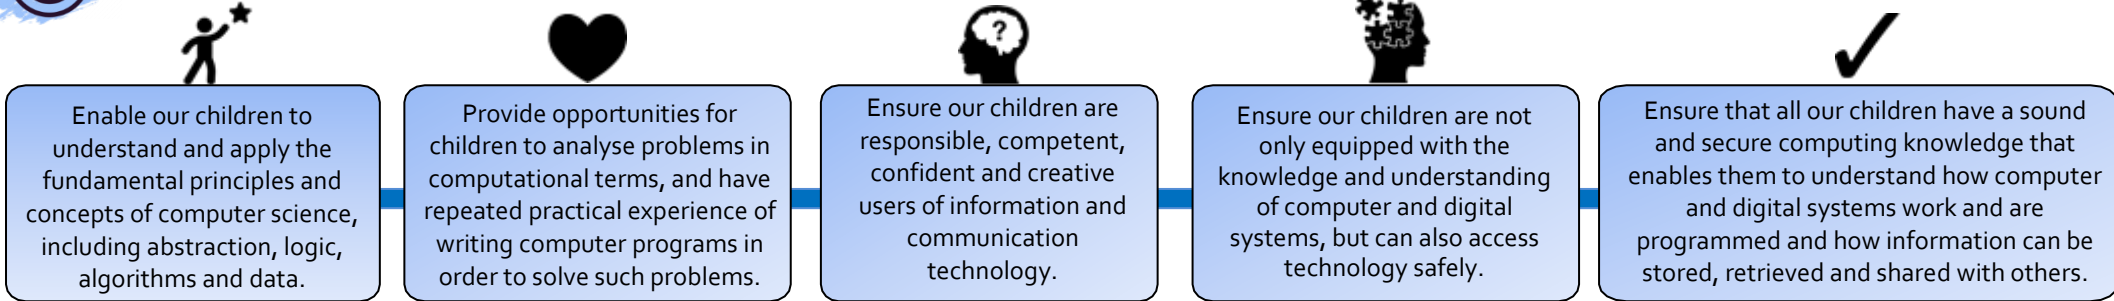 ?
Enable our children to
understand and apply the
fundamental principles and
concepts of computer science,
including abstraction, logic,
algorithms and data.
Provide opportunities for
children to analyse problems in
computational terms, and have
repeated practical experience of
writing computer programs in
order to solve such problems.
Ensure our children are
responsible, competent,
confident and creative
users of information and
communication
technology.
Ensure our children are not
only equipped with the
knowledge and understanding
of computer and digital
systems, but can also access
technology safely.
Ensure that all our children have a sound
and secure computing knowledge that
enables them to understand how computer
and digital systems work and are
programmed and how information can be
stored, retrieved and shared with others.